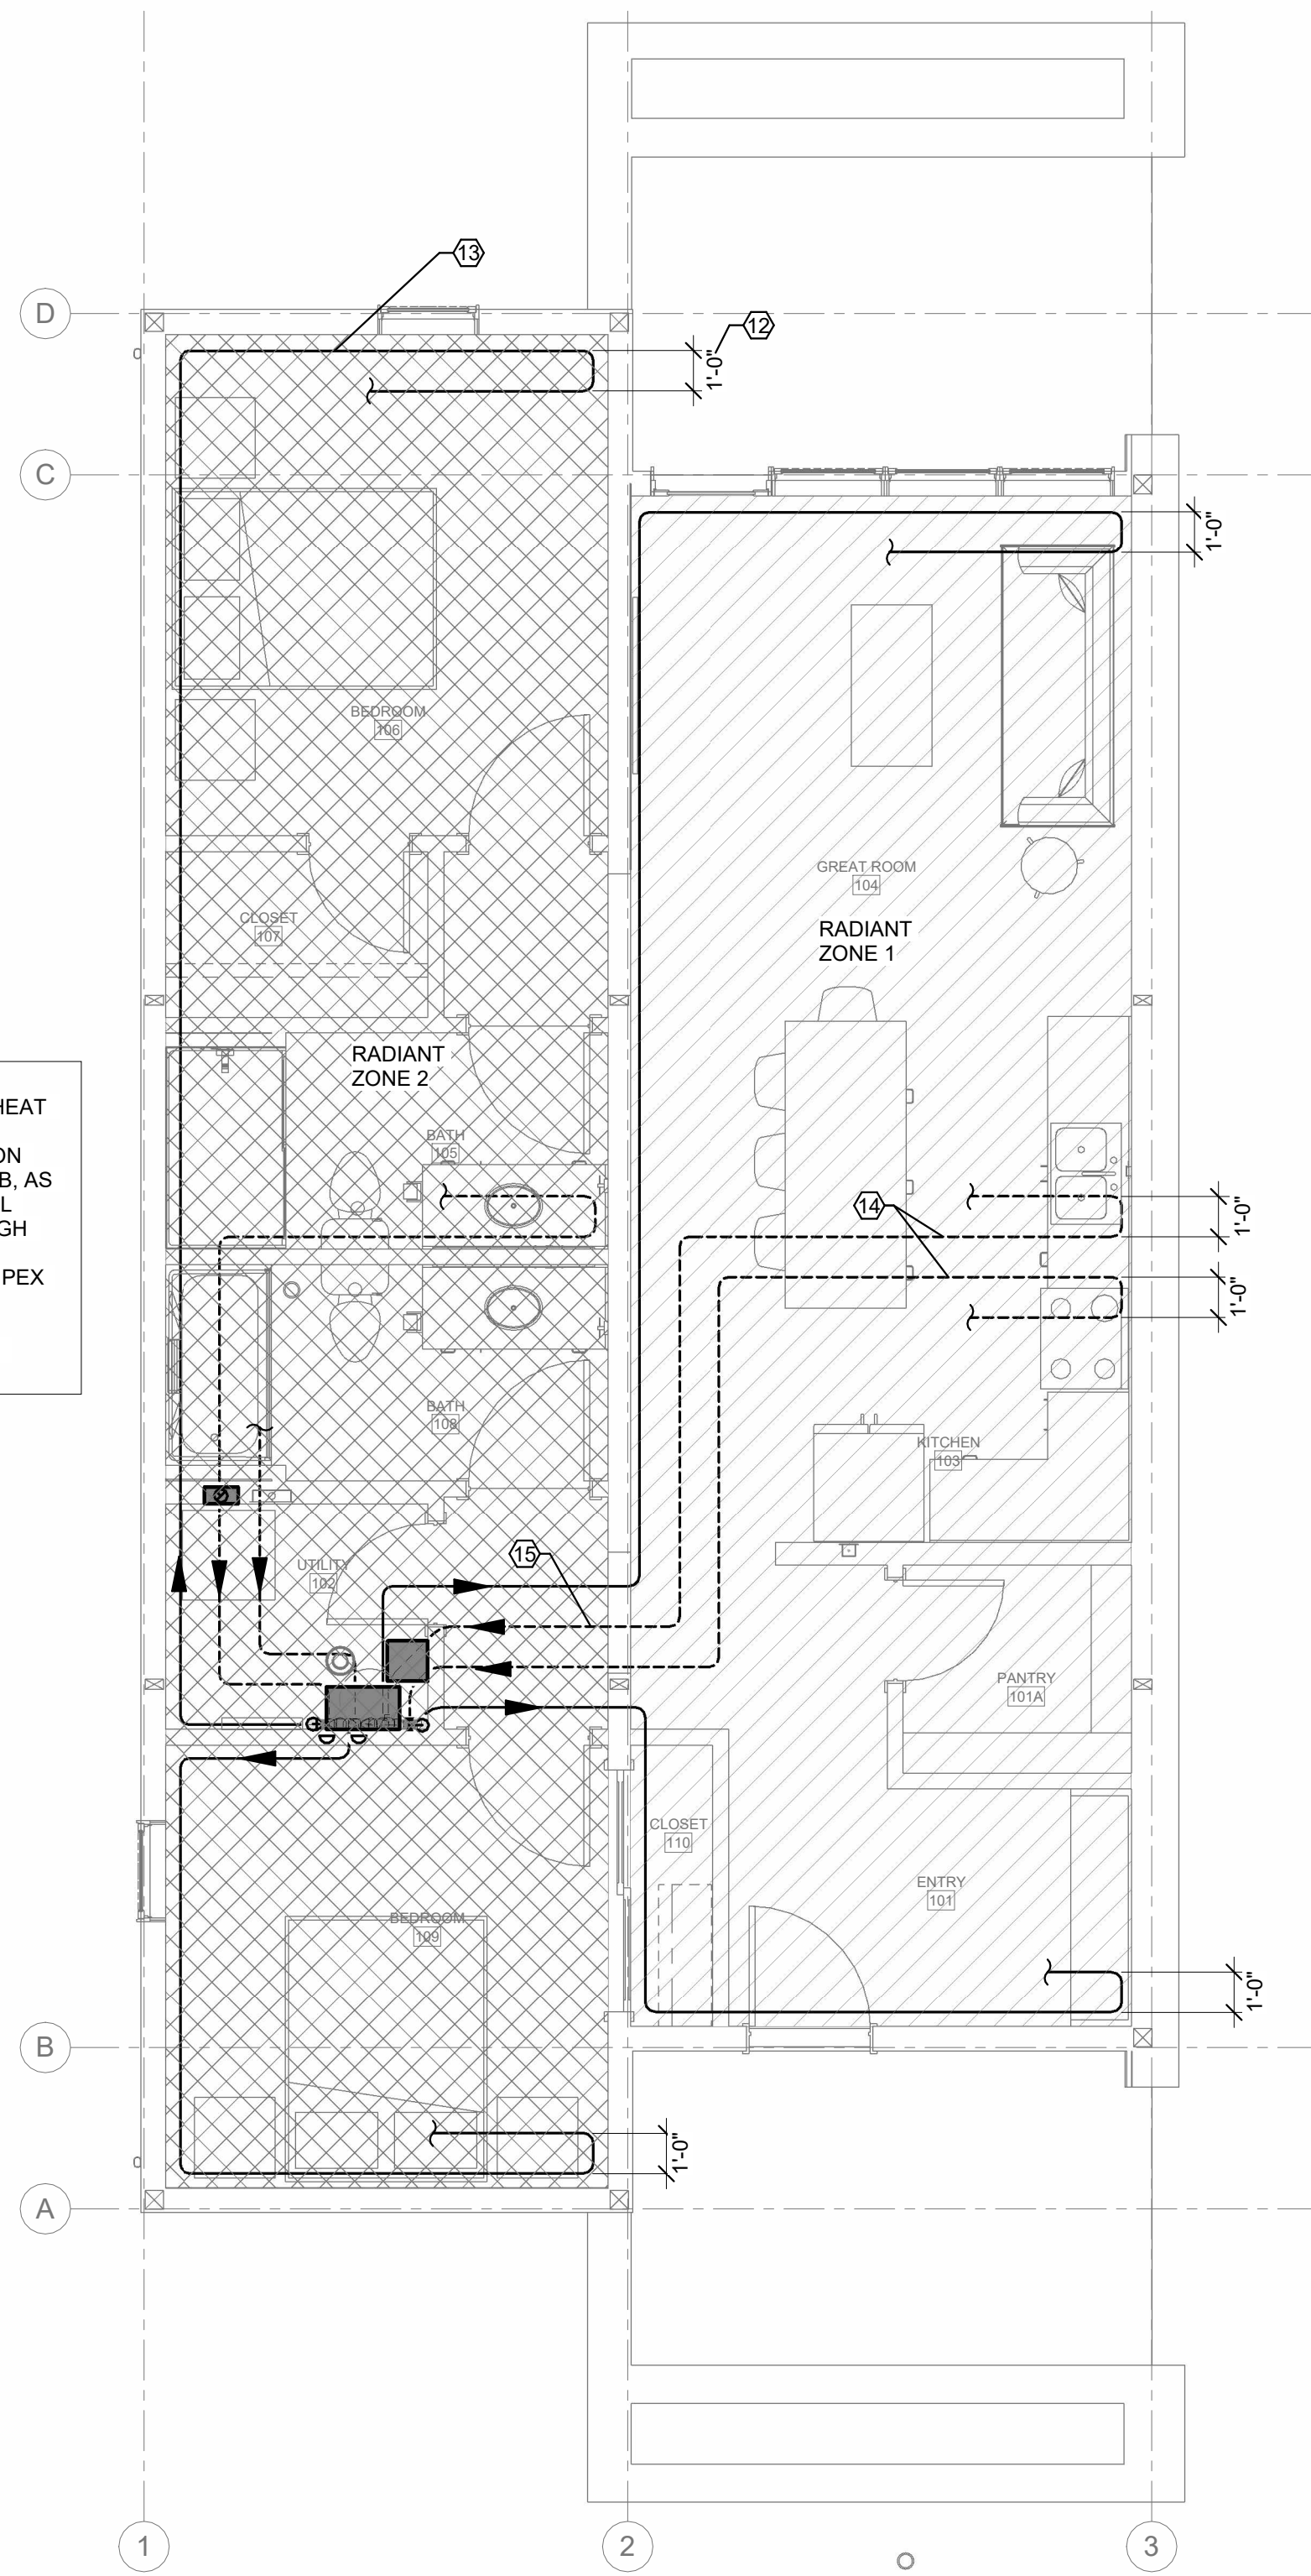 13
D
12
1'-0"
C
1'-0"
BEDROOM
106
GREAT ROOM
104
CLOSET
107
RADIANT
ZONE 1
RADIANT
ZONE 2
HEAT
ON
B, AS
L
GH
PEX
BATH
105
14
1'-0"
1'-0"
BATH
108
KITCHEN
103
15
UTILITY
102
PANTRY
101A
CLOSET
110
ENTRY
101
BEDROOM
109
1'-0"
B
1'-0"
A
1
2
3